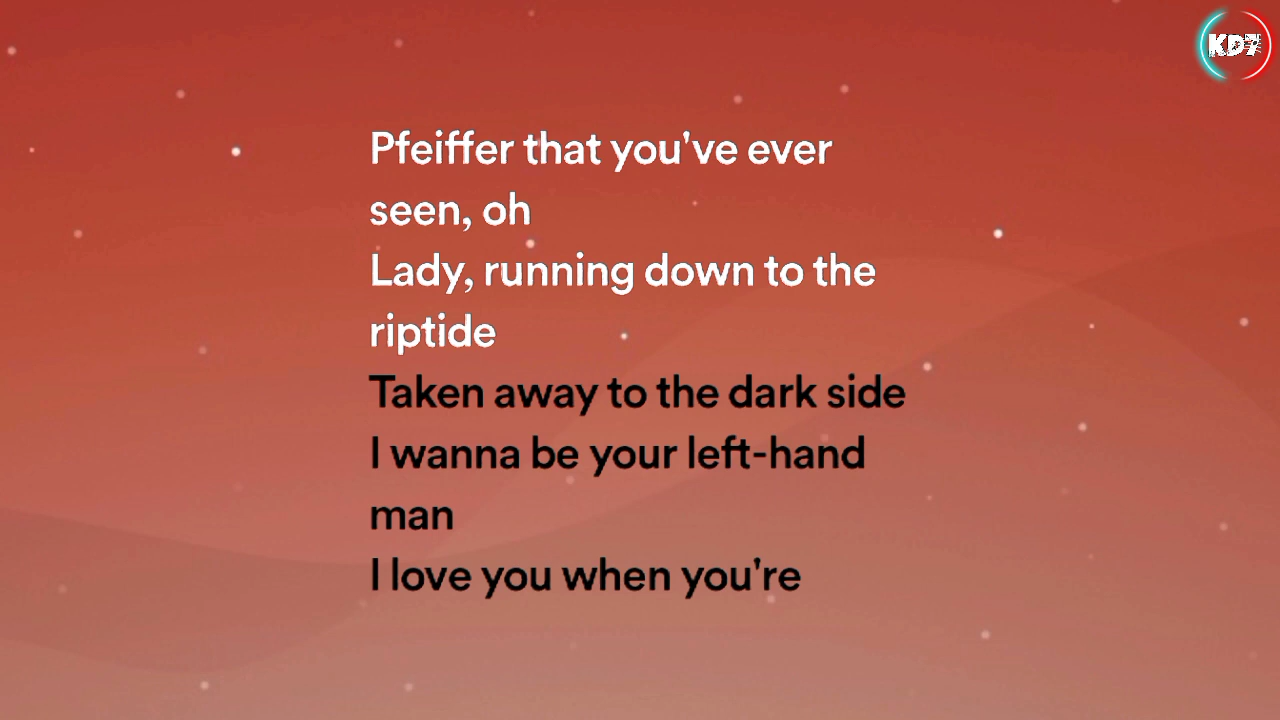 KD7
Pfeiffer that you've ever
seen, oh
Lady, running down to the
riptide
Taken away to the dark side
I wanna be your left-hand
man
I love you when you're